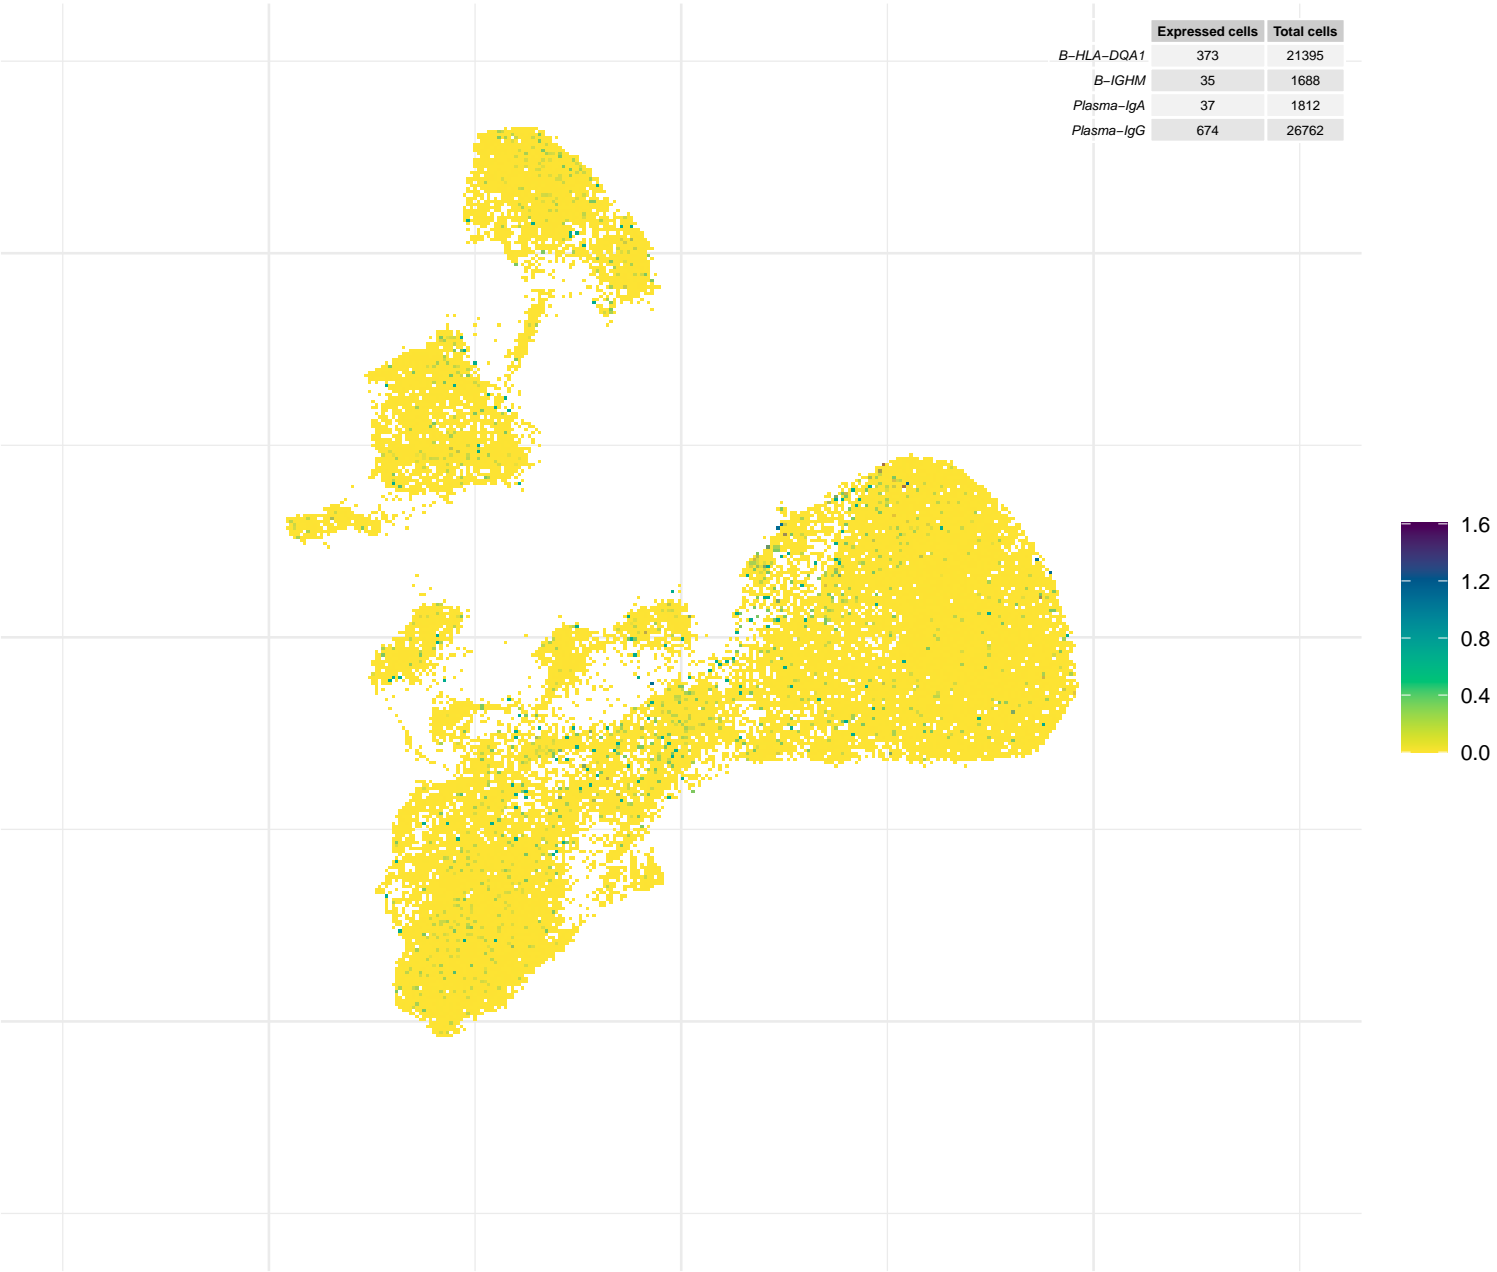 Expressed cells Total cells
B−HLA−DQA1 373 21395
B−IGHM 35 1688
Plasma−IgA 37 1812
Plasma−IgG 674 26762
1.6
1.2
0.8
0.4
0.0